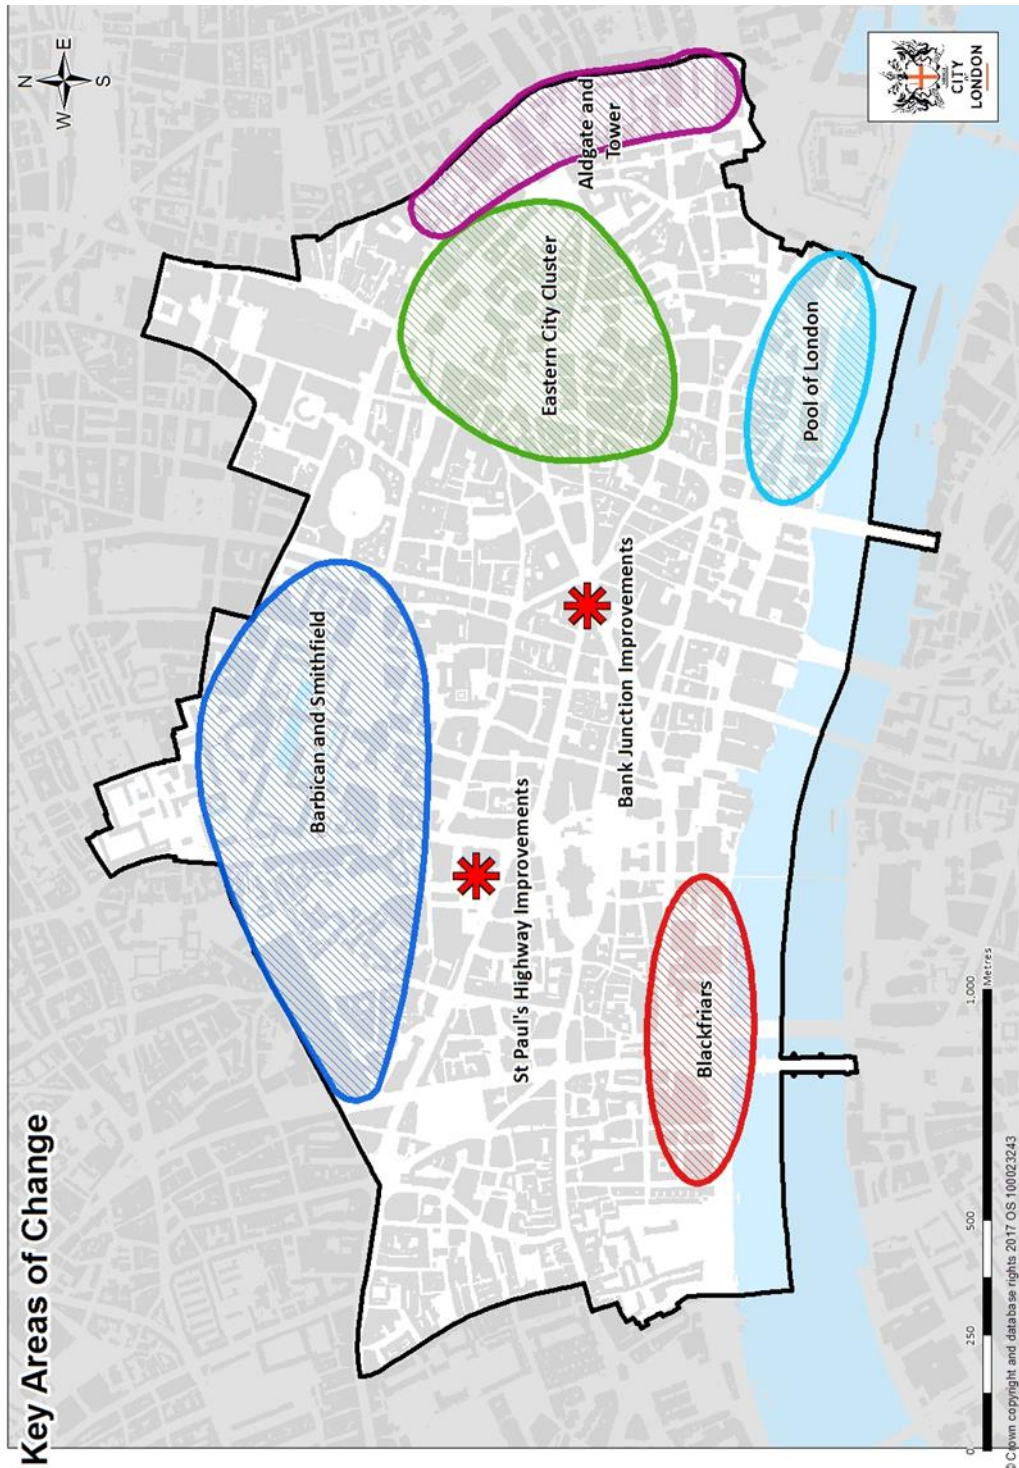 Key Areas of Change
N
W
E
S
CITY
OF
LONDON
Barbican and Smithfield
Aldgate and
Tower
Eastern City Cluster
St Paul's Highway Improvements
Bank Junction Improvements
Pool of London
Blackfriars
0
250
500
1,000
Metres
© Crown copyright and database rights 2017 OS 100023243